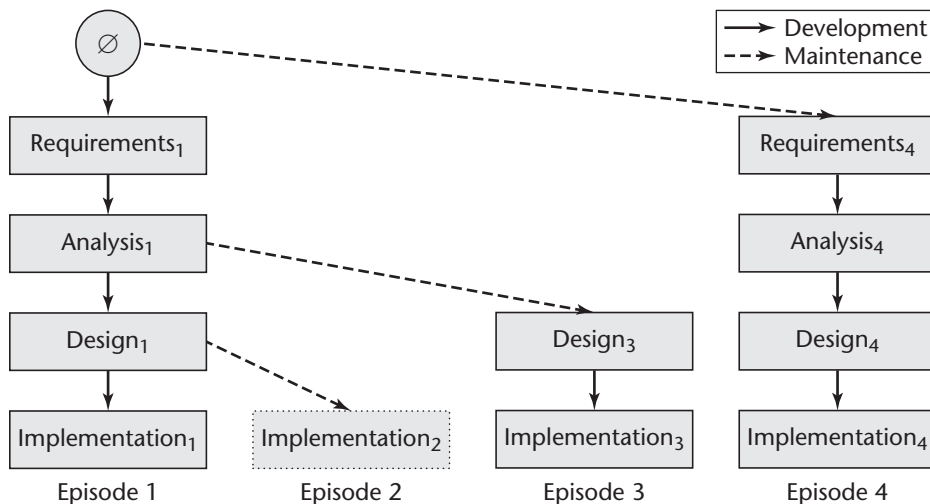 ∅
Development
Maintenance
Requirements₁
Requirements₄
Analysis₁
Analysis₄
Design₁
Design₃
Design₄
Implementation₁
Implementation₂
Implementation₃
Implementation₄
Episode 1
Episode 2
Episode 3
Episode 4